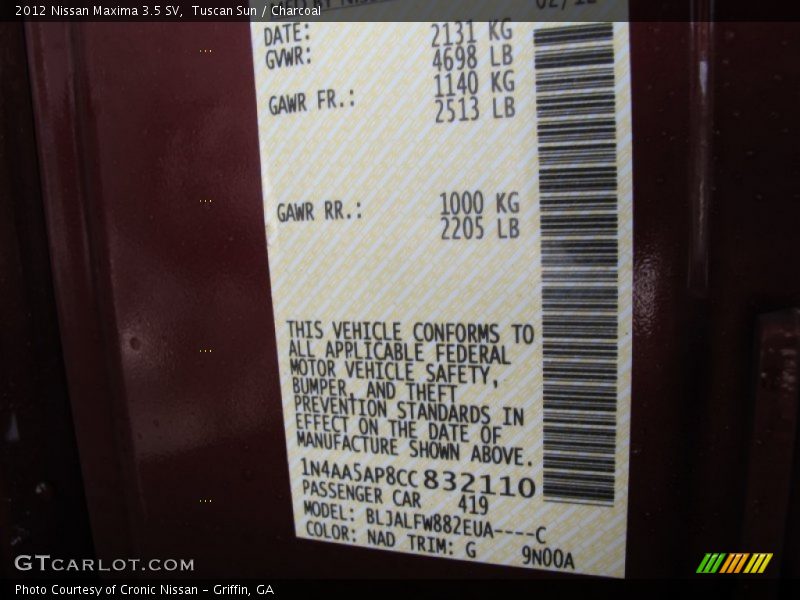 2012 Nissan Maxima 3.5 SV, Tuscan Sun / Charcoal
DATE:
GVWR: 2131 KG
4698 LB
GAWR FR.: 1140 KG
2513 LB
GAWR RR.: 1000 KG
2205 LB
THIS VEHICLE CONFORMS TO
ALL APPLICABLE FEDERAL
MOTOR VEHICLE SAFETY,
BUMPER, AND THEFT
PREVENTION STANDARDS IN
EFFECT ON THE DATE OF
MANUFACTURE SHOWN ABOVE.
1N4AA5AP8CC832110
PASSENGER CAR 419
MODEL: BLJALFW882EUA----C
COLOR: NAD TRIM: G 9N00A
GTCARLOT.COM
Photo Courtesy of Cronic Nissan - Griffin, GA